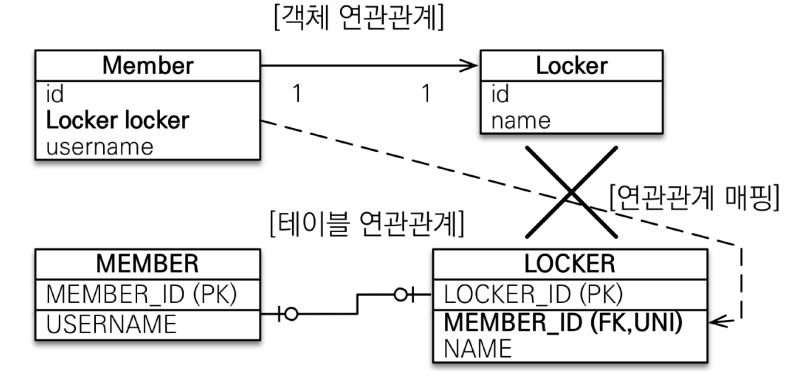 [객체 연관관계]
Member
Locker
id
Locker locker
username
1
1
id
name
[연관관계 매핑]
[테이블 연관관계]
MEMBER
MEMBER_ID (PK)
USERNAME
LOCKER
LOCKER_ID (PK)
MEMBER_ID (FK,UNI)
NAME